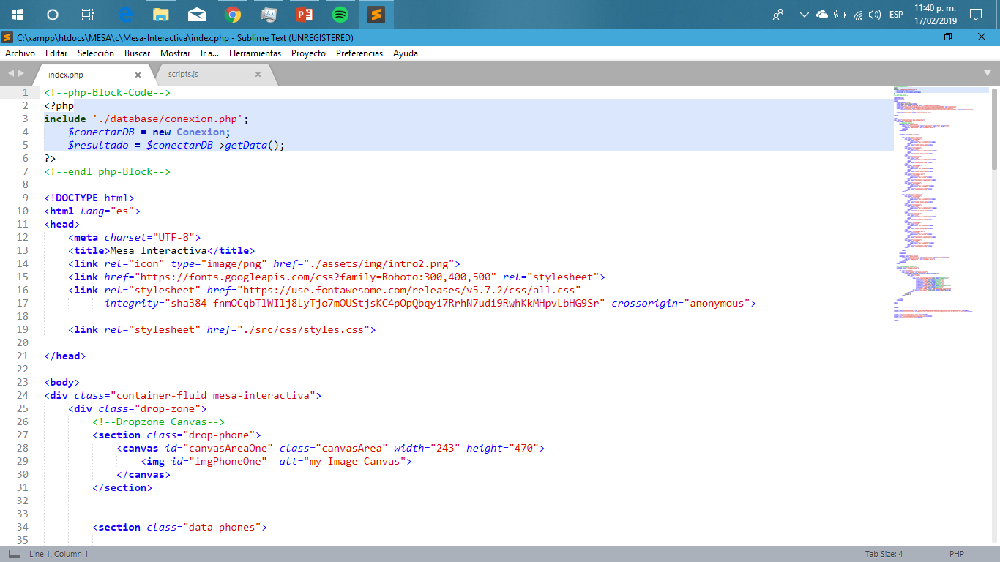 11:40 p. m.
ESP
17/02/2019
C:\xampp\htdocs\MESA\c\Mesa-Interactiva\index.php - Sublime Text (UNREGISTERED)
Archivo Editar Selección Buscar Mostrar Ir a... Herramientas Proyecto Preferencias Ayuda
index.php scripts.js
1 <!--php-Block-Code-->
2 <?php
3 include './database/conexion.php';
4 $conectarDB = new Conexion;
5 $resultado = $conectarDB->getData();
6 ?>
7 <!--endl php-Block-->
8
9 <!DOCTYPE html>
10 <html lang="es">
11 <head>
12 <meta charset="UTF-8">
13 <title>Mesa Interactiva</title>
14 <link rel="icon" type="image/png" href="./assets/img/intro2.png">
15 <link href="https://fonts.googleapis.com/css?family=Roboto:300,400,500" rel="stylesheet">
16 <link rel="stylesheet" href="https://use.fontawesome.com/releases/v5.7.2/css/all.css"
17 integrity="sha384-fnmOCqbTlWIlj8LyTjo7mOUStjsKC4pOpQbqyi7RrhN7udi9RwhKkMHpvLbHG9Sr" crossorigin="anonymous">
18
19 <link rel="stylesheet" href="./src/css/styles.css">
20
21 </head>
22
23 <body>
24 <div class="container-fluid mesa-interactiva">
25 <div class="drop-zone">
26 <!--Dropzone Canvas-->
27 <section class="drop-phone">
28 <canvas id="canvasAreaOne" class="canvasArea" width="243" height="470">
29 <img id="imgPhoneOne"  alt="my Image Canvas">
30 </canvas>
31 </section>
32
33
34 <section class="data-phones">
35
Line 1, Column 1 Tab Size: 4 PHP